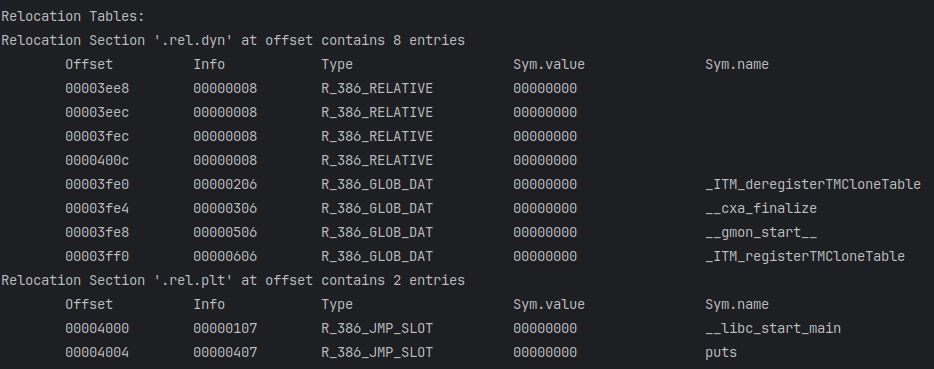 Relocation Tables:
Relocation Section '.rel.dyn' at offset contains 8 entries
Offset Info Type Sym.value Sym.name
00003ee8 00000008 R_386_RELATIVE 00000000
00003eec 00000008 R_386_RELATIVE 00000000
00003fec 00000008 R_386_RELATIVE 00000000
0000400c 00000008 R_386_RELATIVE 00000000
00003fe0 00000206 R_386_GLOB_DAT 00000000 _ITM_deregisterTMCloneTable
00003fe4 00000306 R_386_GLOB_DAT 00000000 __cxa_finalize
00003fe8 00000506 R_386_GLOB_DAT 00000000 __gmon_start__
00003ff0 00000606 R_386_GLOB_DAT 00000000 _ITM_registerTMCloneTable
Relocation Section '.rel.plt' at offset contains 2 entries
Offset Info Type Sym.value Sym.name
00004000 00000107 R_386_JMP_SLOT 00000000 __libc_start_main
00004004 00000407 R_386_JMP_SLOT 00000000 puts